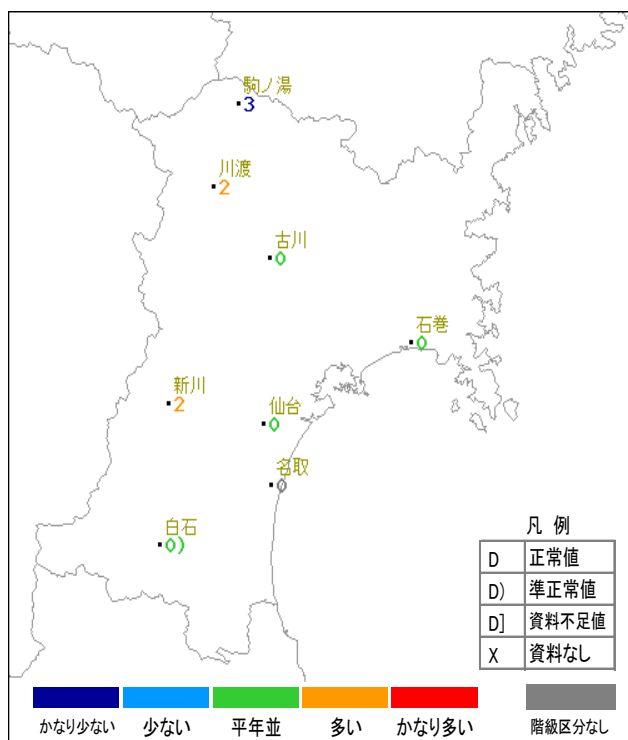 駒ノ湯
3
川渡
2
古川
0
石巻
0
新川
2
仙台
0
名取
0
白石
0)
凡 例
D 正常値
D) 準正常値
D] 資料不足値
X 資料なし
かなり少ない 少ない 平年並 多い かなり多い 階級区分なし